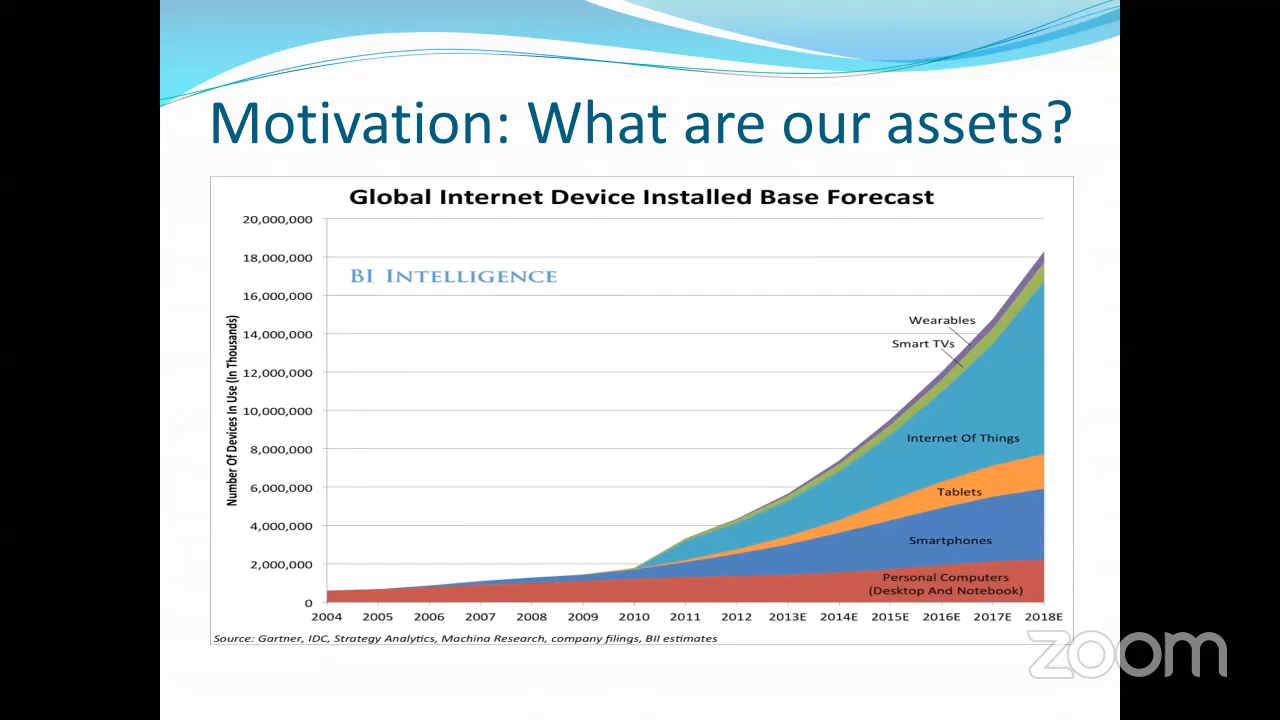 Motivation: What are our assets?
Global Internet Device Installed Base Forecast
Number Of Devices In Use (In Thousands)
20,000,000
18,000,000
16,000,000
14,000,000
12,000,000
10,000,000
8,000,000
6,000,000
4,000,000
2,000,000
0
BI INTELLIGENCE
Wearables
Smart TVs
Internet Of Things
Tablets
Smartphones
Personal Computers
(Desktop And Notebook)
2004 2005 2006 2007 2008 2009 2010 2011 2012 2013E 2014E 2015E 2016E 2017E 2018E
Source: Gartner, IDC, Strategy Analytics, Machina Research, company filings, BII estimates
zoom